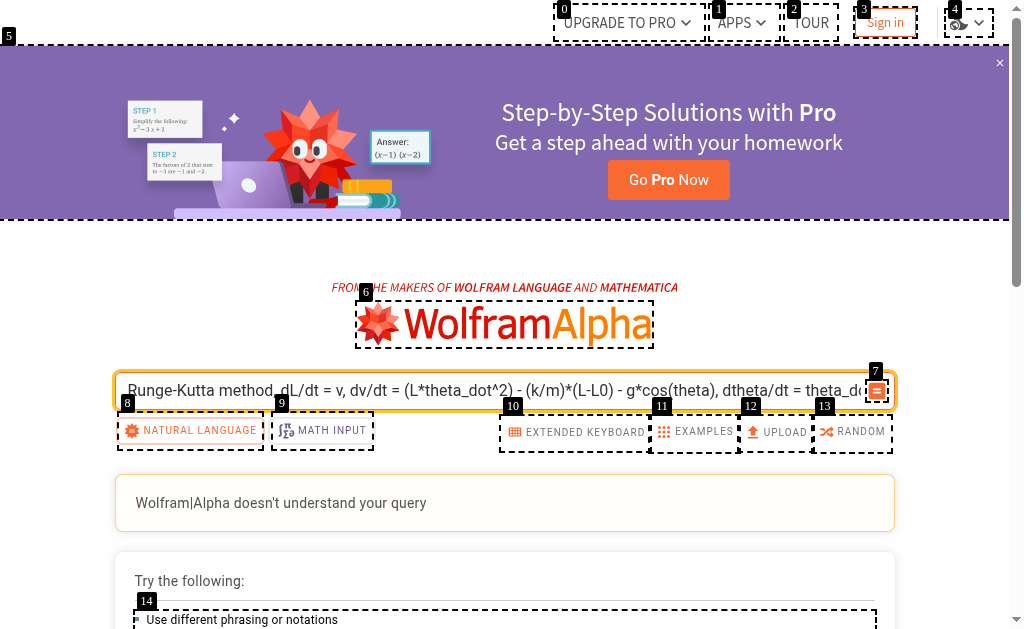 0
UPGRADE TO PRO
1
APPS
2
TOUR
3
Sign in
4
5
×
STEP 1
Simplify the following:
x²− 3 x + 2
STEP 2
The factors of 2 that sum
to −3 are −1 and −2.
Answer:
(x−1) (x−2)
Step-by-Step Solutions with Pro
Get a step ahead with your homework
Go Pro Now
6
FROM THE MAKERS OF WOLFRAM LANGUAGE AND MATHEMATICA
WolframAlpha
7
Runge-Kutta method, dL/dt = v, dv/dt = (L*theta_dot^2) - (k/m)*(L-L0) - g*cos(theta), dtheta/dt = theta_do
=
8
NATURAL LANGUAGE
9
MATH INPUT
10
EXTENDED KEYBOARD
11
EXAMPLES
12
UPLOAD
13
RANDOM
Wolfram|Alpha doesn't understand your query
Try the following:
14
Use different phrasing or notations